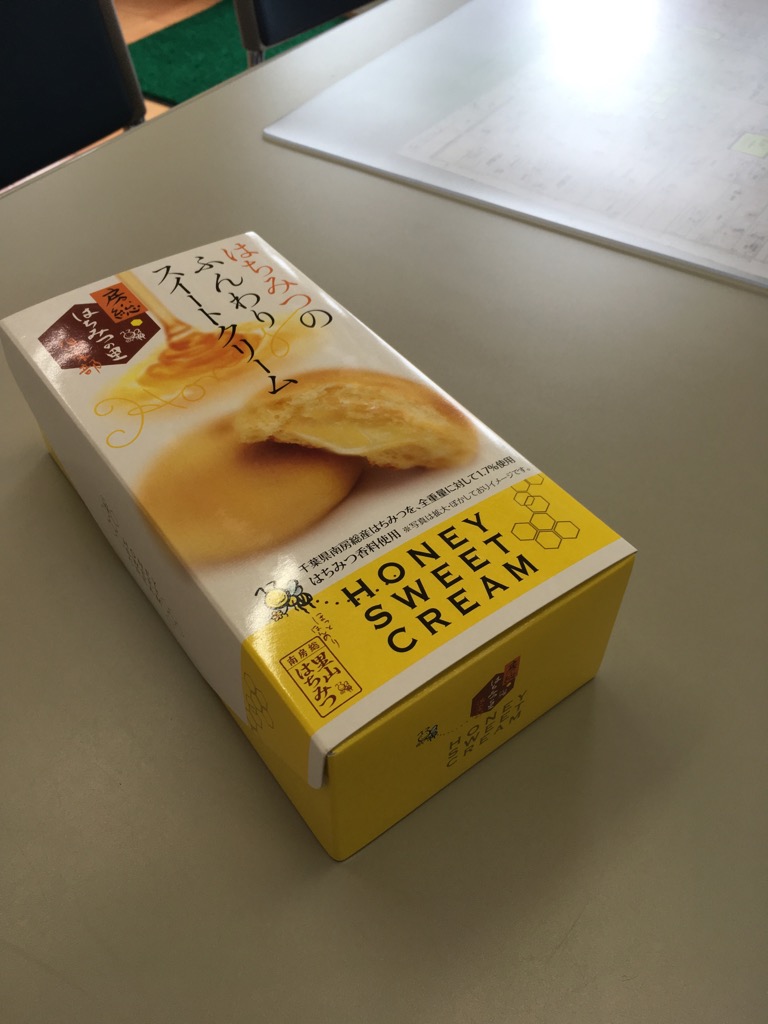 はちみつの
ふんわり
スイートクリーム
房総
はちみつの里
千葉県南房総産はちみつを、全重量に対して1.7%使用
はちみつ香料使用 ※写真は拡大・ぼかしておりイメージです。
HONEY
SWEET
CREAM
南房総
里山
はちみつ